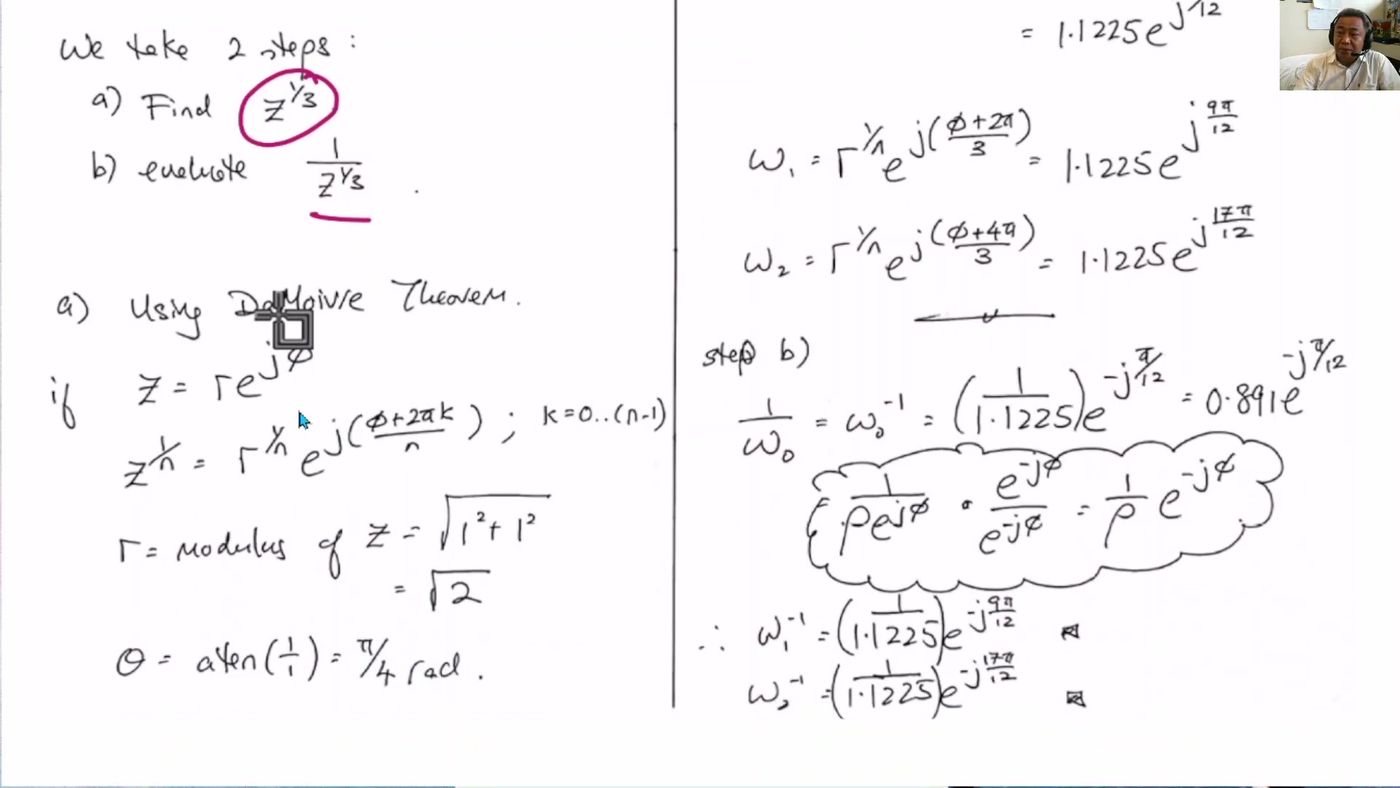 We take 2 steps :
a) Find z^1/3
b) evaluate 1/z^1/3 .
a) Using DeMoivre Theorem.
if z = re^jφ
z^1/n = r^1/n e^j(φ+2πk / n) ; k=0..(n-1)
r = modulus of z = √1²+1²
= √2
θ = atan(1/1) = π/4 rad .
= 1.1225e^jπ/12
ω₁ = r^1/n e^j(φ+2π / 3) = 1.1225e^j9π/12
ω₂ = r^1/n e^j(φ+4π / 3) = 1.1225e^j17π/12
step b)
1/ω₀ = ω₀^-1 = (1/1.1225)e^-jπ/12 = 0.891e^-jπ/12
1/ρe^jφ · e^-jφ/e^-jφ = 1/ρ e^-jφ
∴ ω₁^-1 = (1/1.1225)e^-j9π/12
ω₂^-1 = (1/1.1225)e^-j17π/12